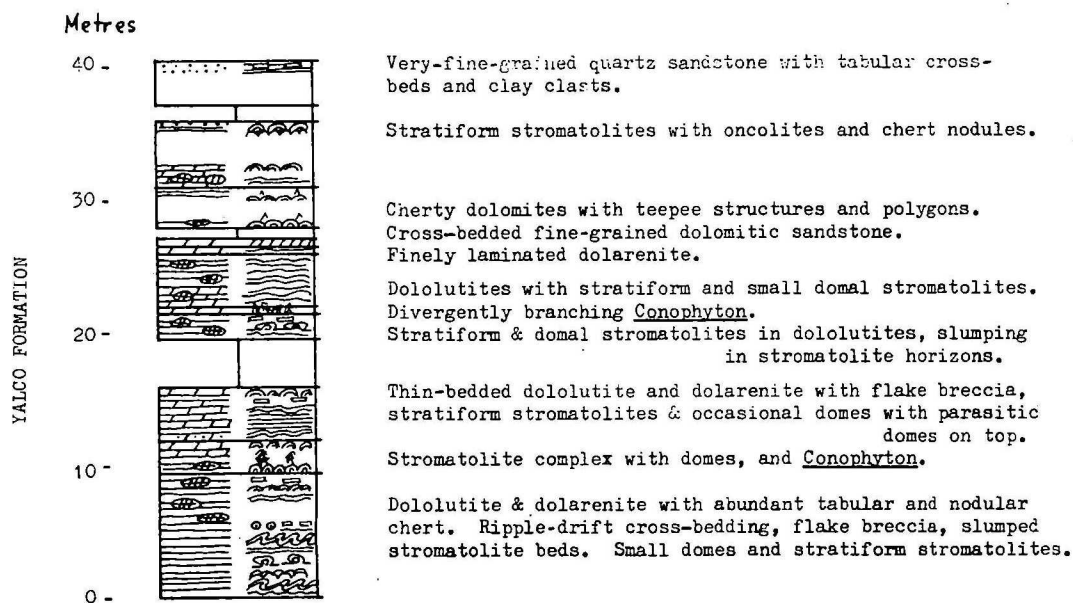 Metres
40 -
Very-fine-grained quartz sandstone with tabular cross-
beds and clay clasts.
Stratiform stromatolites with oncolites and chert nodules.
30 -
Cherty dolomites with teepee structures and polygons.
Cross-bedded fine-grained dolomitic sandstone.
Finely laminated dolarenite.
Dololutites with stratiform and small domal stromatolites.
Divergently branching Conophyton.
20 -
Stratiform & domal stromatolites in dololutites, slumping
in stromatolite horizons.
YALCO FORMATION
Thin-bedded dololutite and dolarenite with flake breccia,
stratiform stromatolites & occasional domes with parasitic
domes on top.
10 -
Stromatolite complex with domes, and Conophyton.
Dololutite & dolarenite with abundant tabular and nodular
chert. Ripple-drift cross-bedding, flake breccia, slumped
stromatolite beds. Small domes and stratiform stromatolites.
0 -